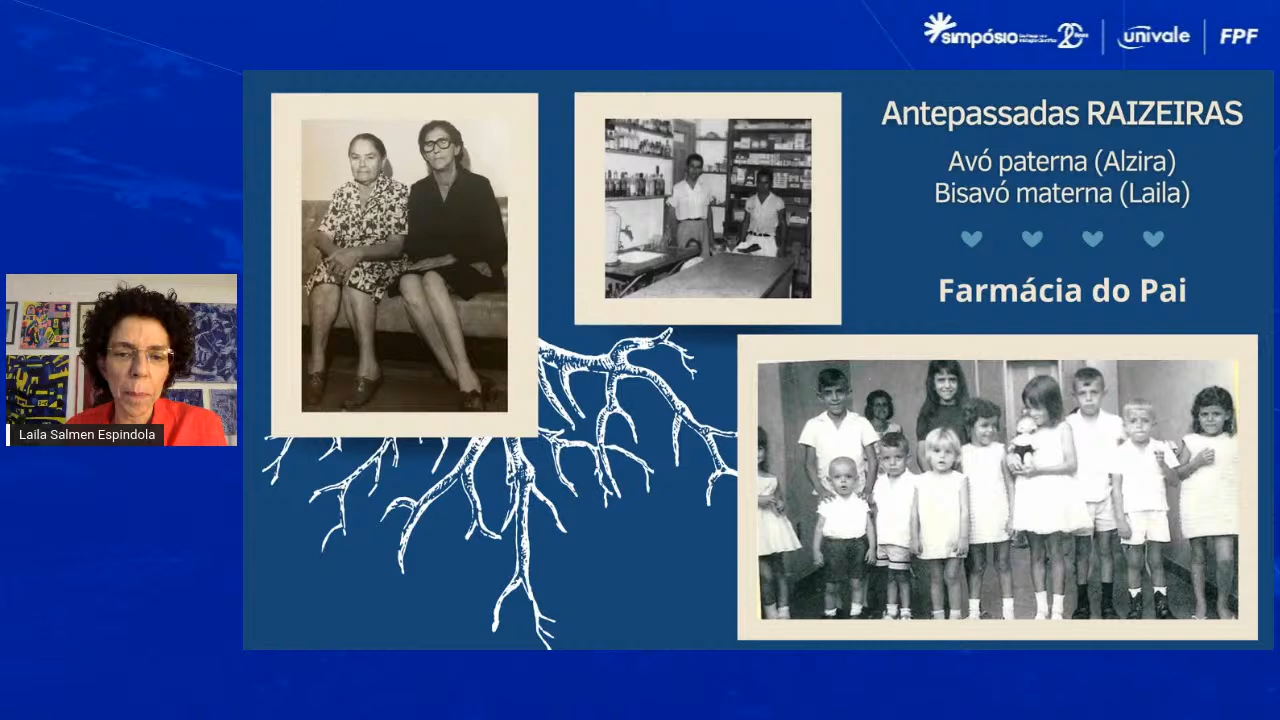 simpósio
20
univale
FPF
Antepassadas RAIZEIRAS
Avó paterna (Alzira)
Bisavó materna (Laila)
Farmácia do Pai
Laila Salmen Espindola